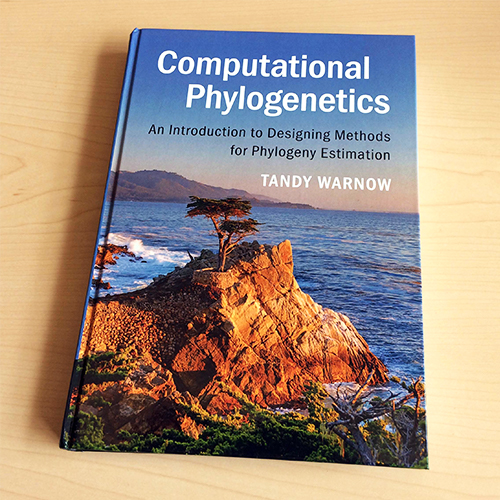 Computational
Phylogenetics
An Introduction to Designing Methods
for Phylogeny Estimation
TANDY WARNOW